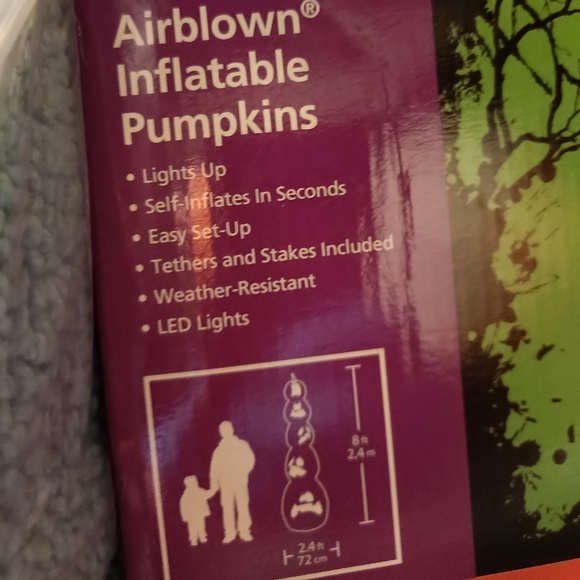 Airblown®
Inflatable
Pumpkins
• Lights Up
• Self-Inflates In Seconds
• Easy Set-Up
• Tethers and Stakes Included
• Weather-Resistant
• LED Lights
8 ft
2,4 m
2.4 ft
72 cm